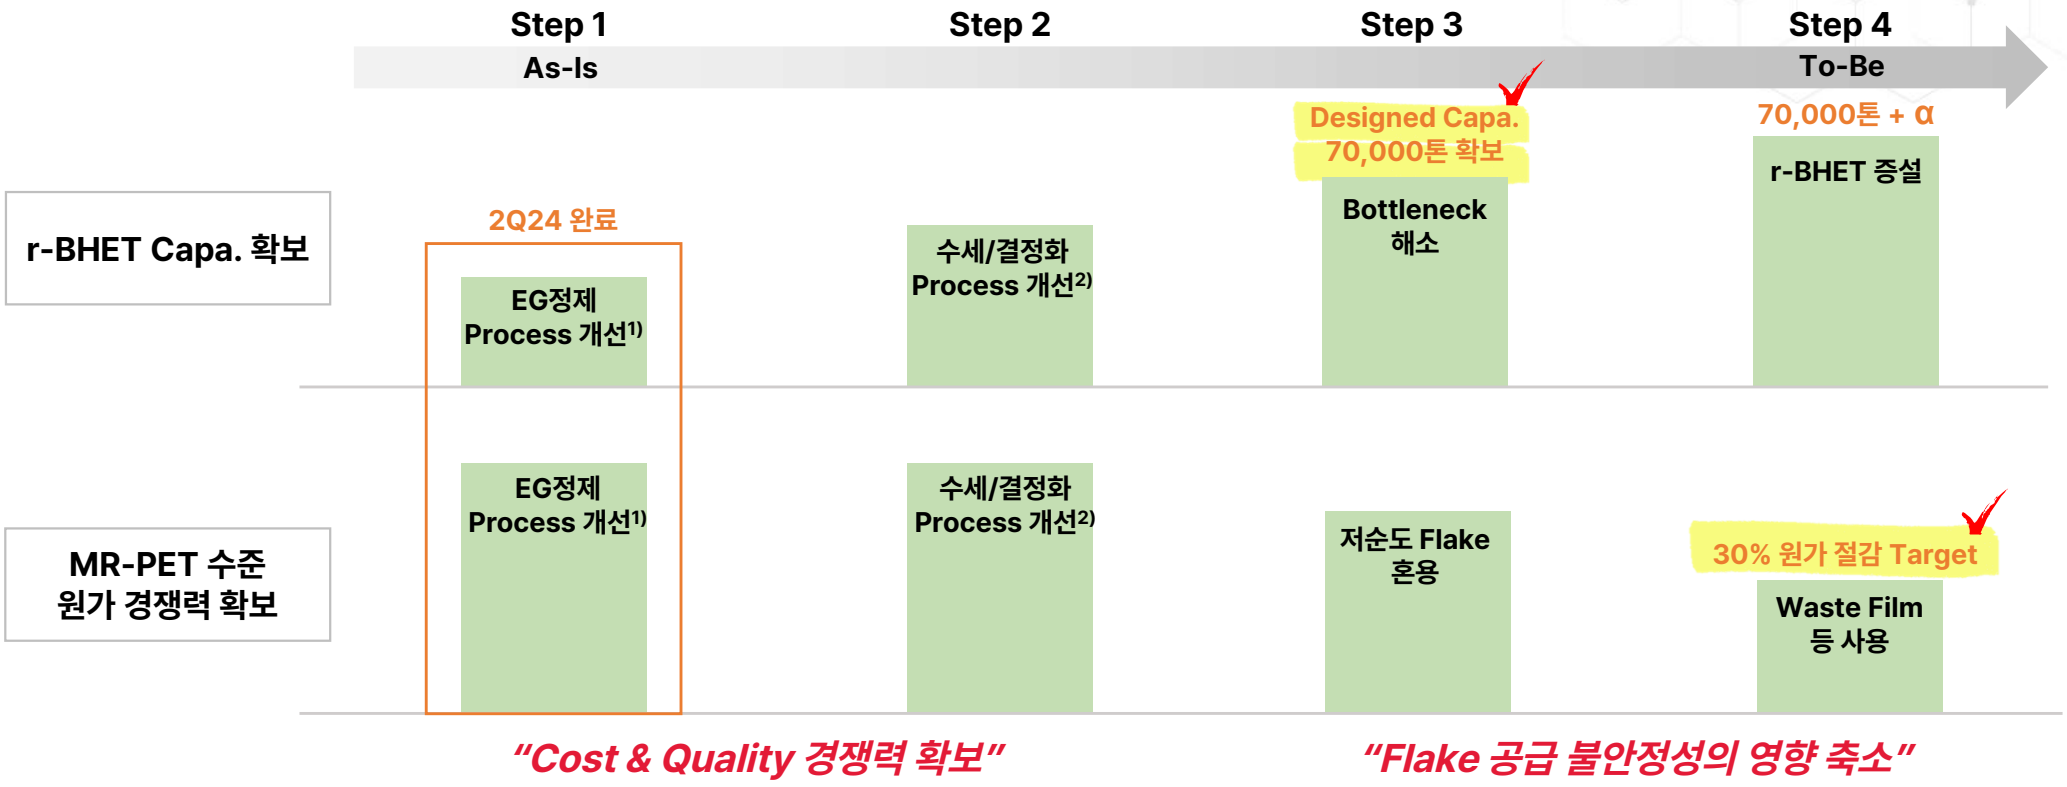 Step 1
Step 2
Step 3
Step 4
As-Is
To-Be
Designed Capa.
70,000톤 확보
70,000톤 + α
r-BHET Capa. 확보
2Q24 완료
EG정제
Process 개선1)
수세/결정화
Process 개선2)
Bottleneck
해소
r-BHET 증설
MR-PET 수준
원가 경쟁력 확보
EG정제
Process 개선1)
수세/결정화
Process 개선2)
저순도 Flake
혼용
30% 원가 절감 Target
Waste Film
등 사용
“Cost & Quality 경쟁력 확보”
“Flake 공급 불안정성의 영향 축소”